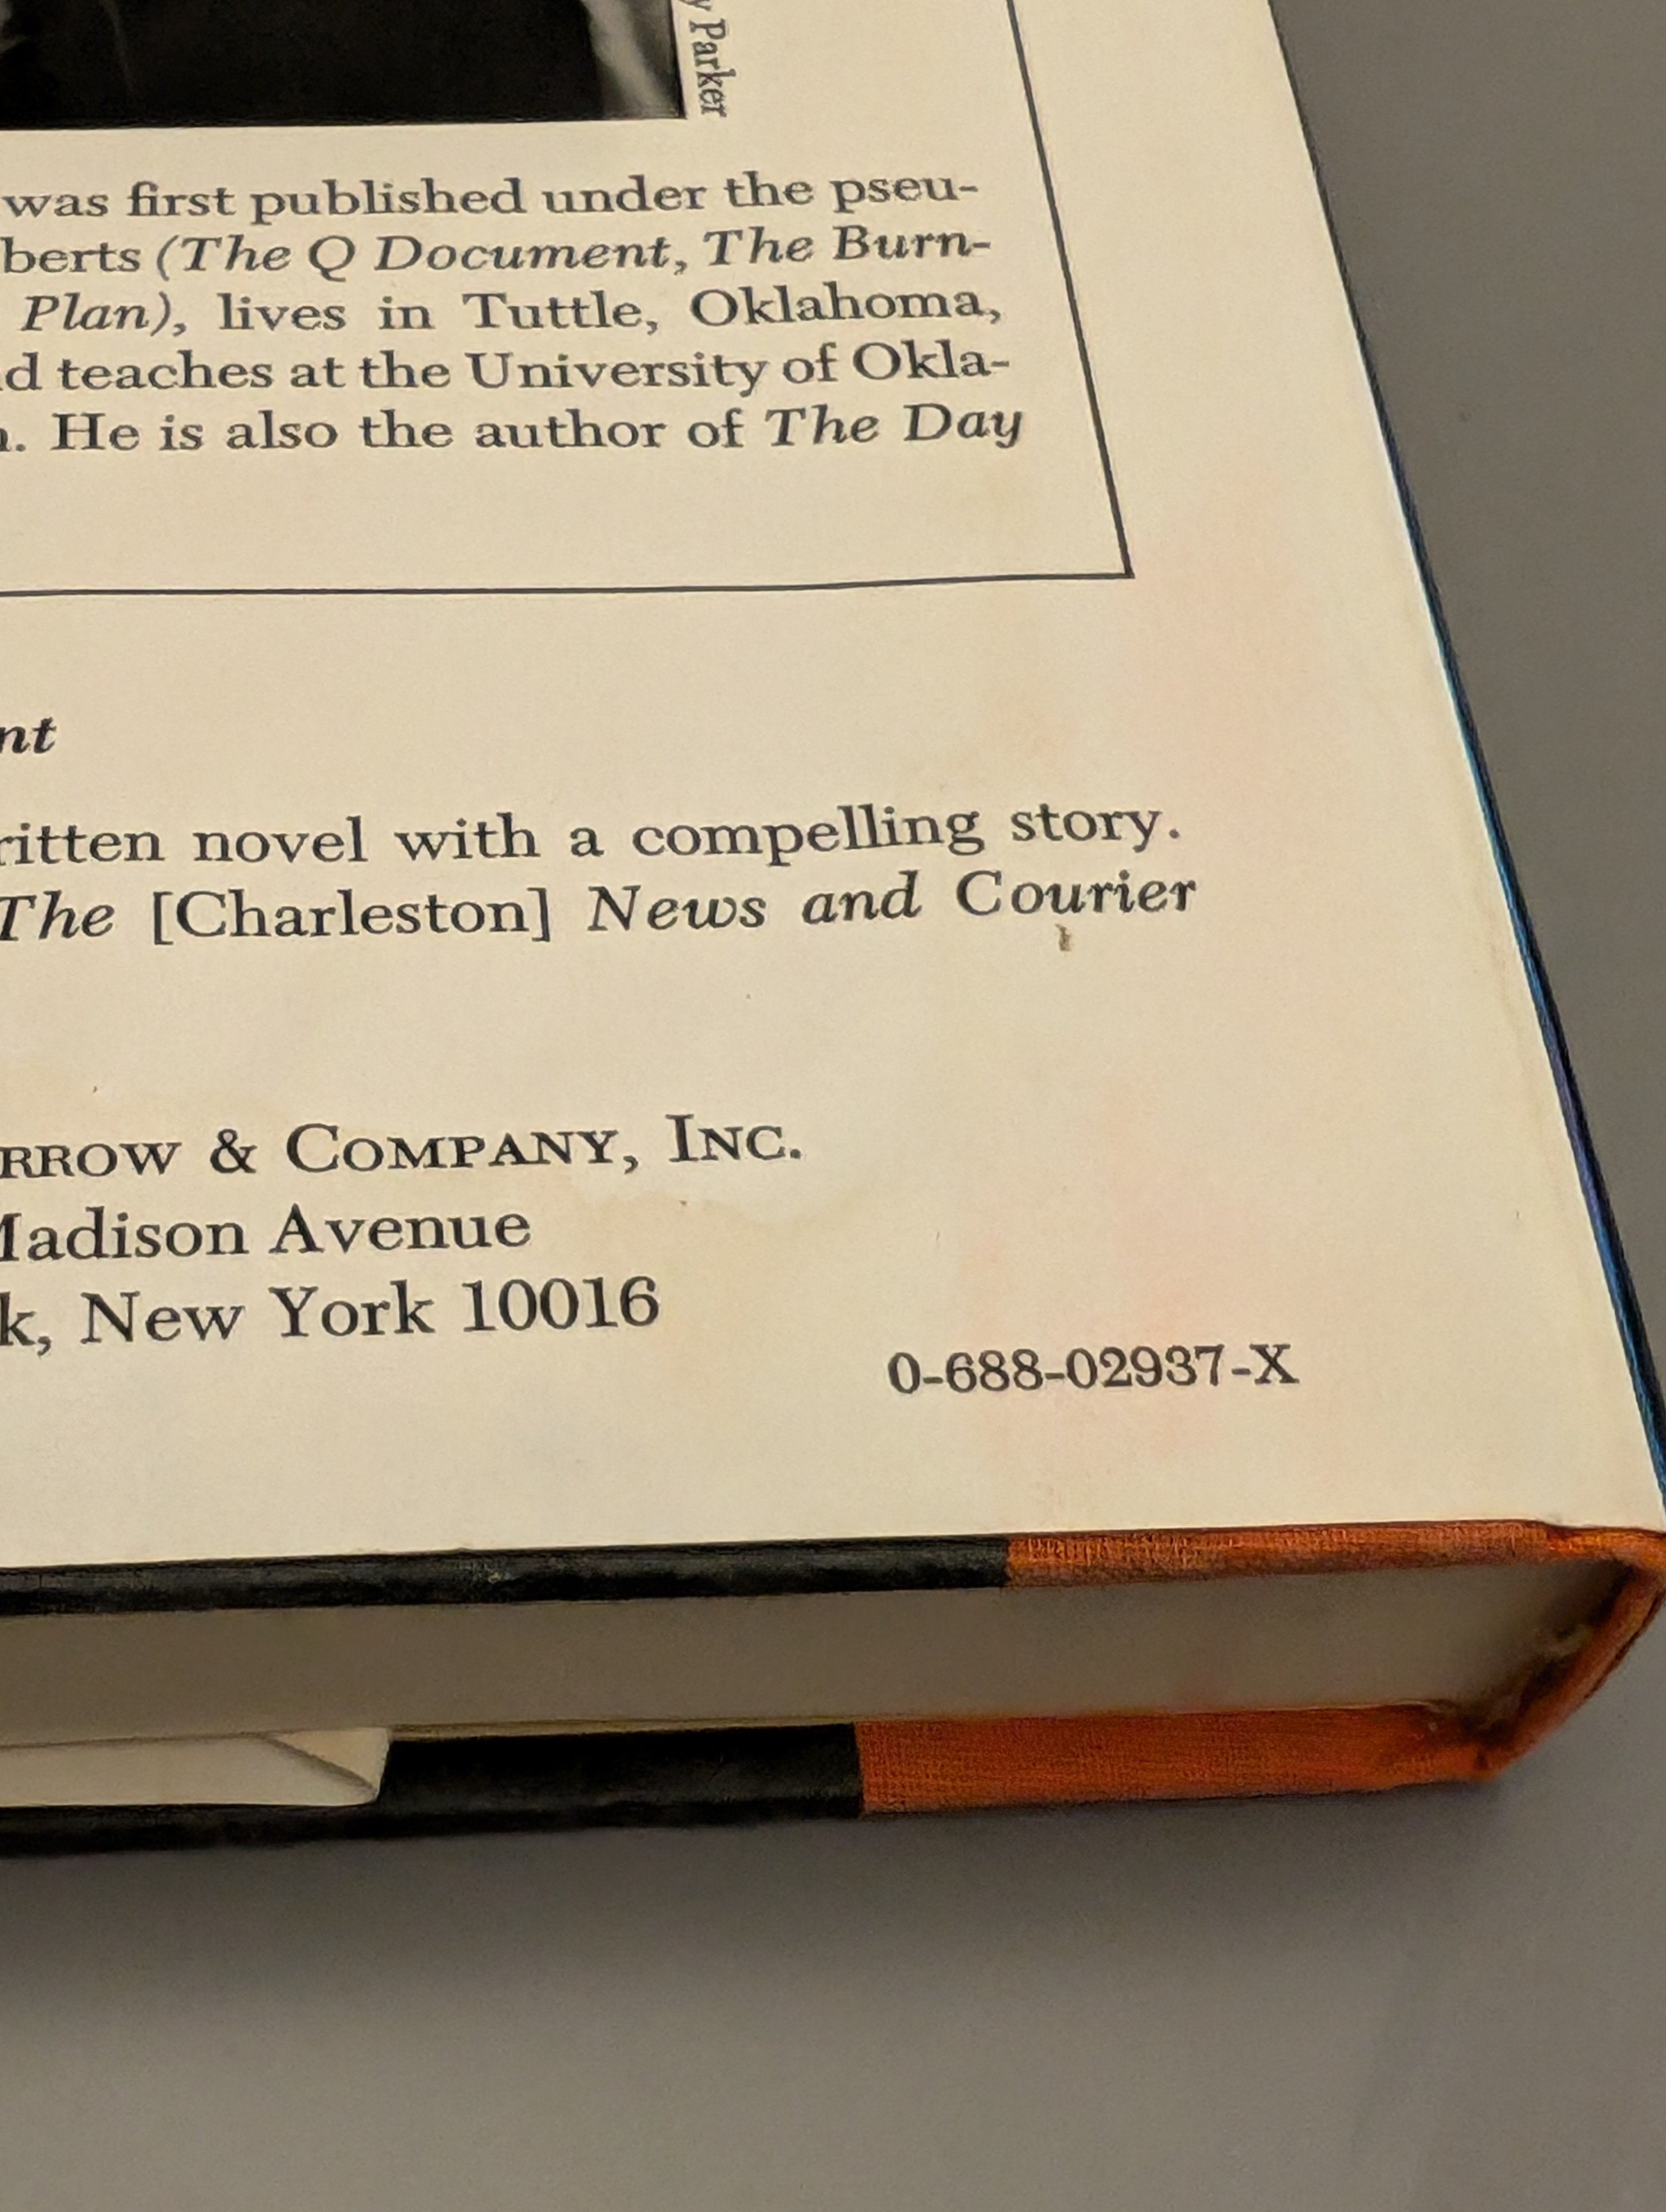 y Parker
was first published under the pseu-
berts (The Q Document, The Burn-
Plan), lives in Tuttle, Oklahoma,
d teaches at the University of Okla-
. He is also the author of The Day
nt
ritten novel with a compelling story.
The [Charleston] News and Courier
RROW & COMPANY, INC.
Madison Avenue
k, New York 10016
0-688-02937-X